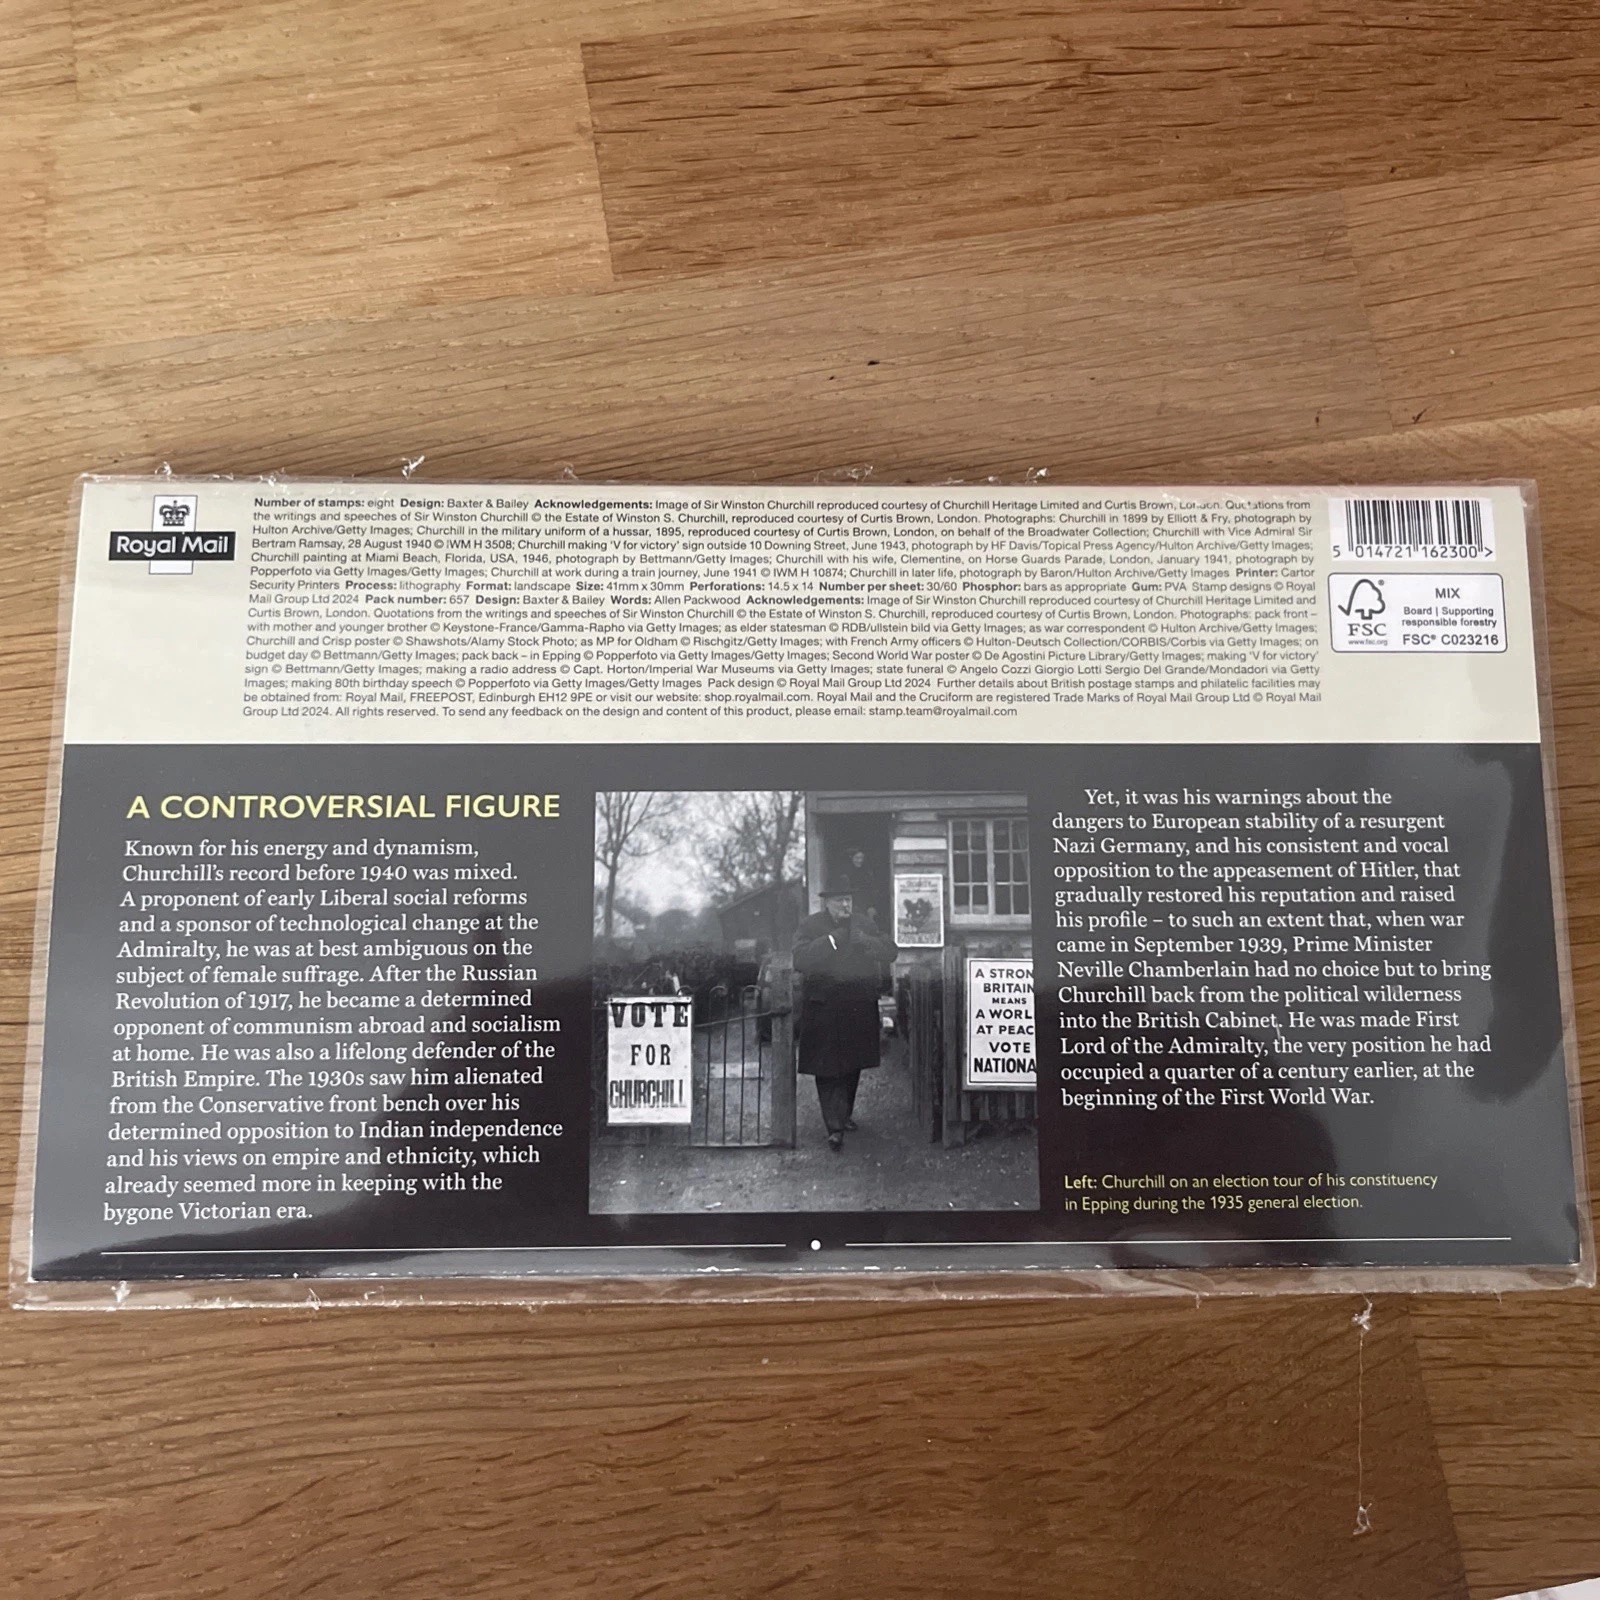 Royal Mail
Number of stamps: eight Design: Baxter & Bailey Acknowledgements: Image of Sir Winston Churchill reproduced courtesy of Churchill Heritage Limited and Curtis Brown, London. Quotations from
the writings and speeches of Sir Winston Churchill © the Estate of Winston S. Churchill, reproduced courtesy of Curtis Brown, London. Photographs: Churchill in 1899 by Elliott & Fry, photograph by
Hulton Archive/Getty Images; Churchill in the military uniform of a hussar, 1895, reproduced courtesy of Curtis Brown, London, on behalf of the Broadwater Collection; Churchill with Vice Admiral Sir
Bertram Ramsay, 28 August 1940 © IWM H 3508; Churchill making 'V for victory' sign outside 10 Downing Street, June 1943, photograph by HF Davis/Topical Press Agency/Hulton Archive/Getty Images;
Churchill painting at Miami Beach, Florida, USA, 1946, photograph by Bettmann/Getty Images; Churchill with his wife, Clementine, on Horse Guards Parade, London, January 1941, photograph by
Popperfoto via Getty Images/Getty Images; Churchill at work during a train journey, June 1941 © IWM H 10874; Churchill in later life, photograph by Baron/Hulton Archive/Getty Images Printer: Cartor
Security Printers Process: lithography Format: landscape Size: 41mm x 30mm Perforations: 14.5 x 14 Number per sheet: 30/60 Phosphor: bars as appropriate Gum: PVA Stamp designs © Royal
Mail Group Ltd 2024 Pack number: 657 Design: Baxter & Bailey Words: Allen Packwood Acknowledgements: Image of Sir Winston Churchill reproduced courtesy of Churchill Heritage Limited and
Curtis Brown, London. Quotations from the writings and speeches of Sir Winston Churchill © the Estate of Winston S. Churchill, reproduced courtesy of Curtis Brown, London. Photographs: pack front –
with mother and younger brother © Keystone-France/Gamma-Rapho via Getty Images; as elder statesman © RDB/ullstein bild via Getty Images; as war correspondent © Hulton Archive/Getty Images;
Churchill and Crisp poster © Shawshots/Alamy Stock Photo; as MP for Oldham © Rischgitz/Getty Images; with French Army officers © Hulton-Deutsch Collection/CORBIS/Corbis via Getty Images; on
budget day © Bettmann/Getty Images; pack back – in Epping © Popperfoto via Getty Images/Getty Images; Second World War poster © De Agostini Picture Library/Getty Images; making 'V for victory'
sign © Bettmann/Getty Images; making a radio address © Capt. Horton/Imperial War Museums via Getty Images; state funeral © Angelo Cozzi Giorgio Lotti Sergio Del Grande/Mondadori via Getty
Images; making 80th birthday speech © Popperfoto via Getty Images/Getty Images Pack design © Royal Mail Group Ltd 2024 Further details about British postage stamps and philatelic facilities may
be obtained from: Royal Mail, FREEPOST, Edinburgh EH12 9PE or visit our website: shop.royalmail.com. Royal Mail and the Cruciform are registered Trade Marks of Royal Mail Group Ltd © Royal Mail
Group Ltd 2024. All rights reserved. To send any feedback on the design and content of this product, please email: stamp.team@royalmail.com
5 014721 162300 >
FSC
www.fsc.org
MIX
Board | Supporting
responsible forestry
FSC® C023216
A CONTROVERSIAL FIGURE
Known for his energy and dynamism,
Churchill's record before 1940 was mixed.
A proponent of early Liberal social reforms
and a sponsor of technological change at the
Admiralty, he was at best ambiguous on the
subject of female suffrage. After the Russian
Revolution of 1917, he became a determined
opponent of communism abroad and socialism
at home. He was also a lifelong defender of the
British Empire. The 1930s saw him alienated
from the Conservative front bench over his
determined opposition to Indian independence
and his views on empire and ethnicity, which
already seemed more in keeping with the
bygone Victorian era.
VOTE
FOR
CHURCHILL
A STRON
BRITAIN
MEANS
A WORL
AT PEAC
VOTE
NATIONA
Yet, it was his warnings about the
dangers to European stability of a resurgent
Nazi Germany, and his consistent and vocal
opposition to the appeasement of Hitler, that
gradually restored his reputation and raised
his profile – to such an extent that, when war
came in September 1939, Prime Minister
Neville Chamberlain had no choice but to bring
Churchill back from the political wilderness
into the British Cabinet. He was made First
Lord of the Admiralty, the very position he had
occupied a quarter of a century earlier, at the
beginning of the First World War.
Left: Churchill on an election tour of his constituency
in Epping during the 1935 general election.